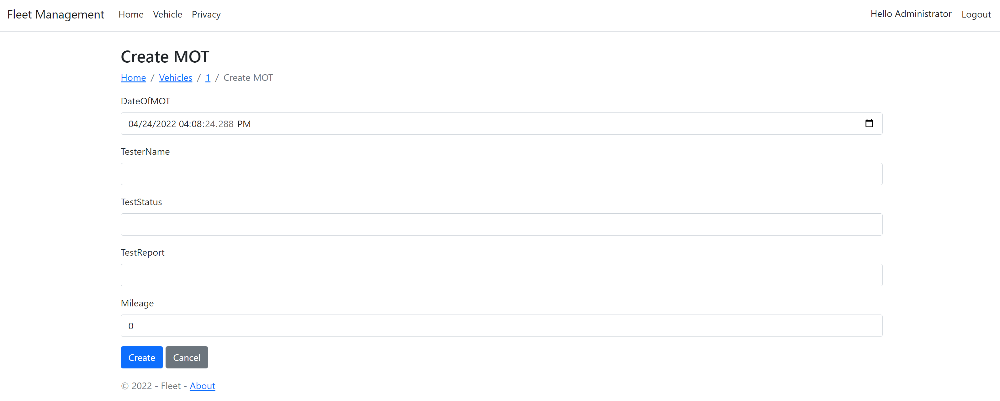 Fleet Management Home Vehicle Privacy Hello Administrator Logout
Create MOT
Home / Vehicles / 1 / Create MOT
DateOfMOT
04/24/2022 04:08:24.288 PM
TesterName
TestStatus
TestReport
Mileage
0
Create Cancel
© 2022 - Fleet - About